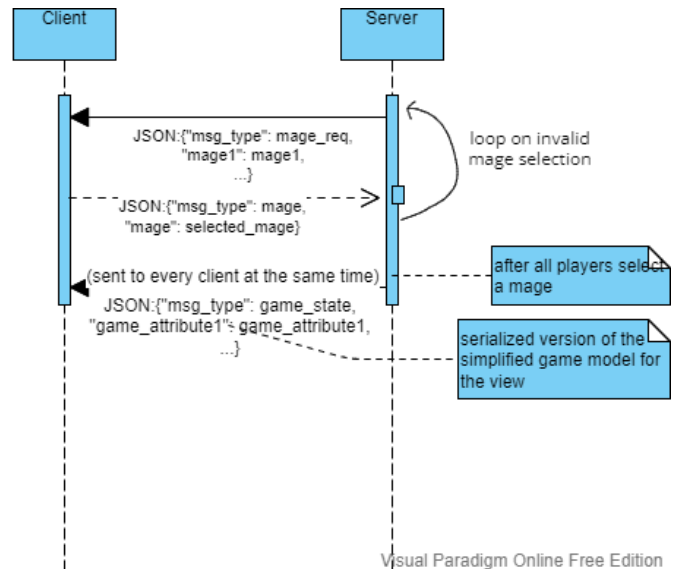 Client
Server
JSON:{"msg_type": mage_req,
"mage1": mage1,
...}
loop on invalid
mage selection
JSON:{"msg_type": mage,
"mage": selected_mage}
(sent to every client at the same time)
after all players select
a mage
JSON:{"msg_type": game_state,
"game_attribute1": game_attribute1,
...}
serialized version of the
simplified game model for
the view
Visual Paradigm Online Free Edition